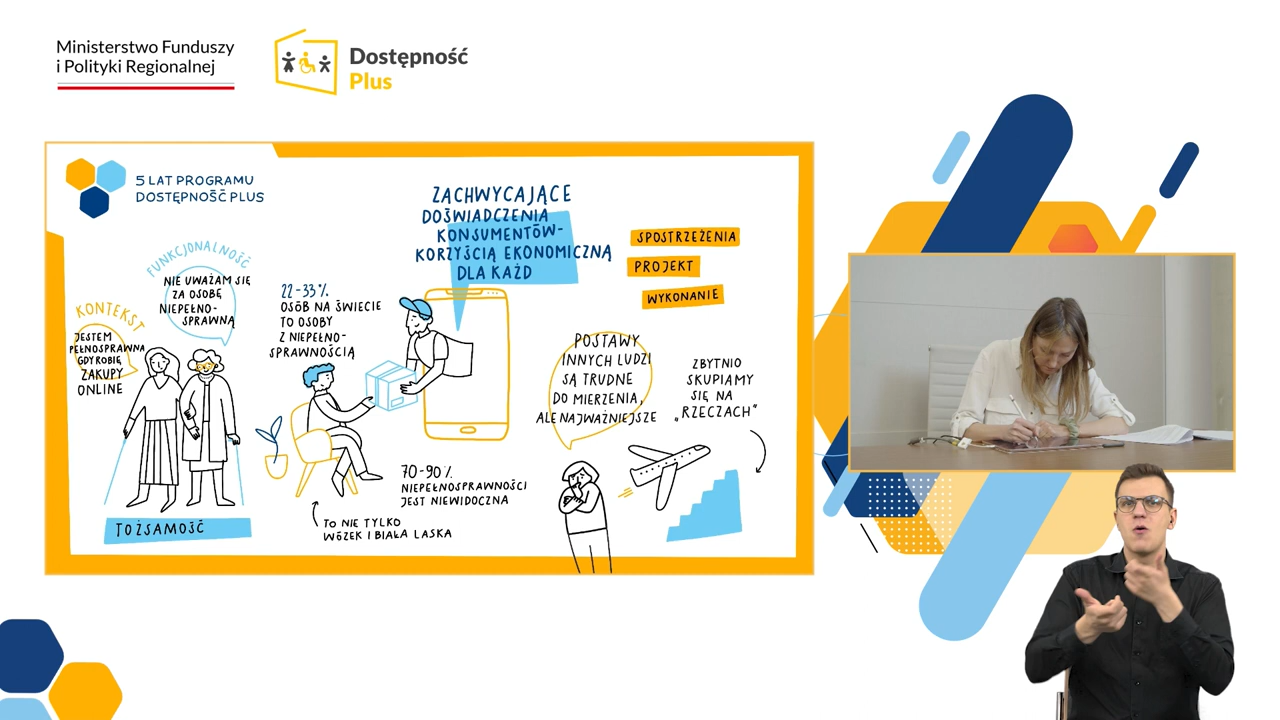 Ministerstwo Funduszy
i Polityki Regionalnej
Dostępność
Plus
5 LAT PROGRAMU
DOSTĘPNOŚĆ PLUS
ZACHWYCAJĄCE
DOŚWIADCZENIA
KONSUMENTÓW-
KORZYŚCIĄ EKONOMICZNĄ
DLA KAŻD
SPOSTRZEŻENIA
PROJEKT
WYKONANIE
FUNKCJONALNOŚĆ
NIE UWAŻAM SIĘ
ZA OSOBĘ
NIEPEŁNO-
SPRAWNĄ
KONTEKST
JESTEM
PEŁNOSPRAWNA
GDY ROBIĘ
ZAKUPY
ONLINE
TOŻSAMOŚĆ
22-33%
OSÓB NA ŚWIECIE
TO OSOBY
Z NIEPEŁNO-
SPRAWNOŚCIĄ
70-90%
NIEPEŁNOSPRAWNOŚCI
JEST NIEWIDOCZNA
TO NIE TYLKO
WÓZEK I BIAŁA LASKA
POSTAWY
INNYCH LUDZI
SĄ TRUDNE
DO MIERZENIA,
ALE NAJWAŻNIEJSZE
ZBYTNIO
SKUPIAMY
SIĘ NA
„RZECZACH"